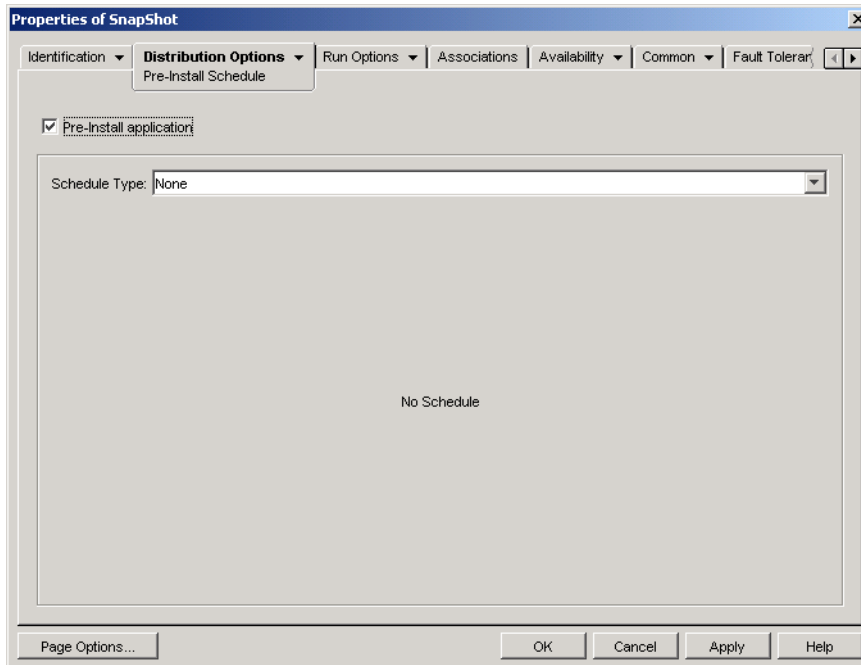 Properties of SnapShot
Identification Distribution Options Run Options Associations Availability Common Fault
Pre-Install Schedule
Pre-Install application
Schedule Type: None
No Schedule
Page Options... OK Cancel Apply Help